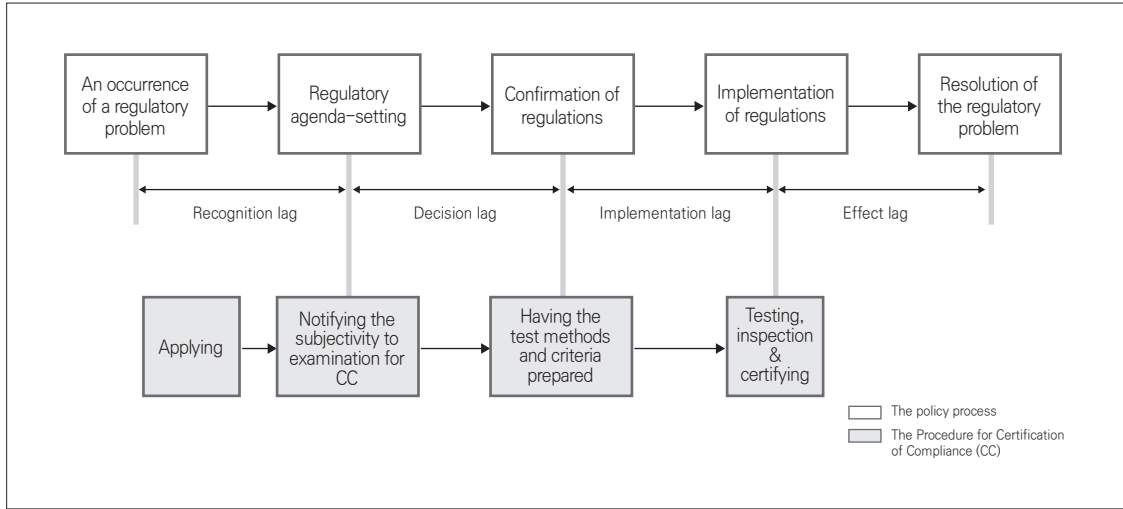 An occurrence
of a regulatory
problem
Regulatory
agenda-setting
Confirmation of
regulations
Implementation
of regulations
Resolution of
the regulatory
problem
Recognition lag
Decision lag
Implementation lag
Effect lag
Applying
Notifying the
subjectivity to
examination for
CC
Having the
test methods
and criteria
prepared
Testing,
inspection
&
certifying
The policy process
The Procedure for Certification
of Compliance (CC)